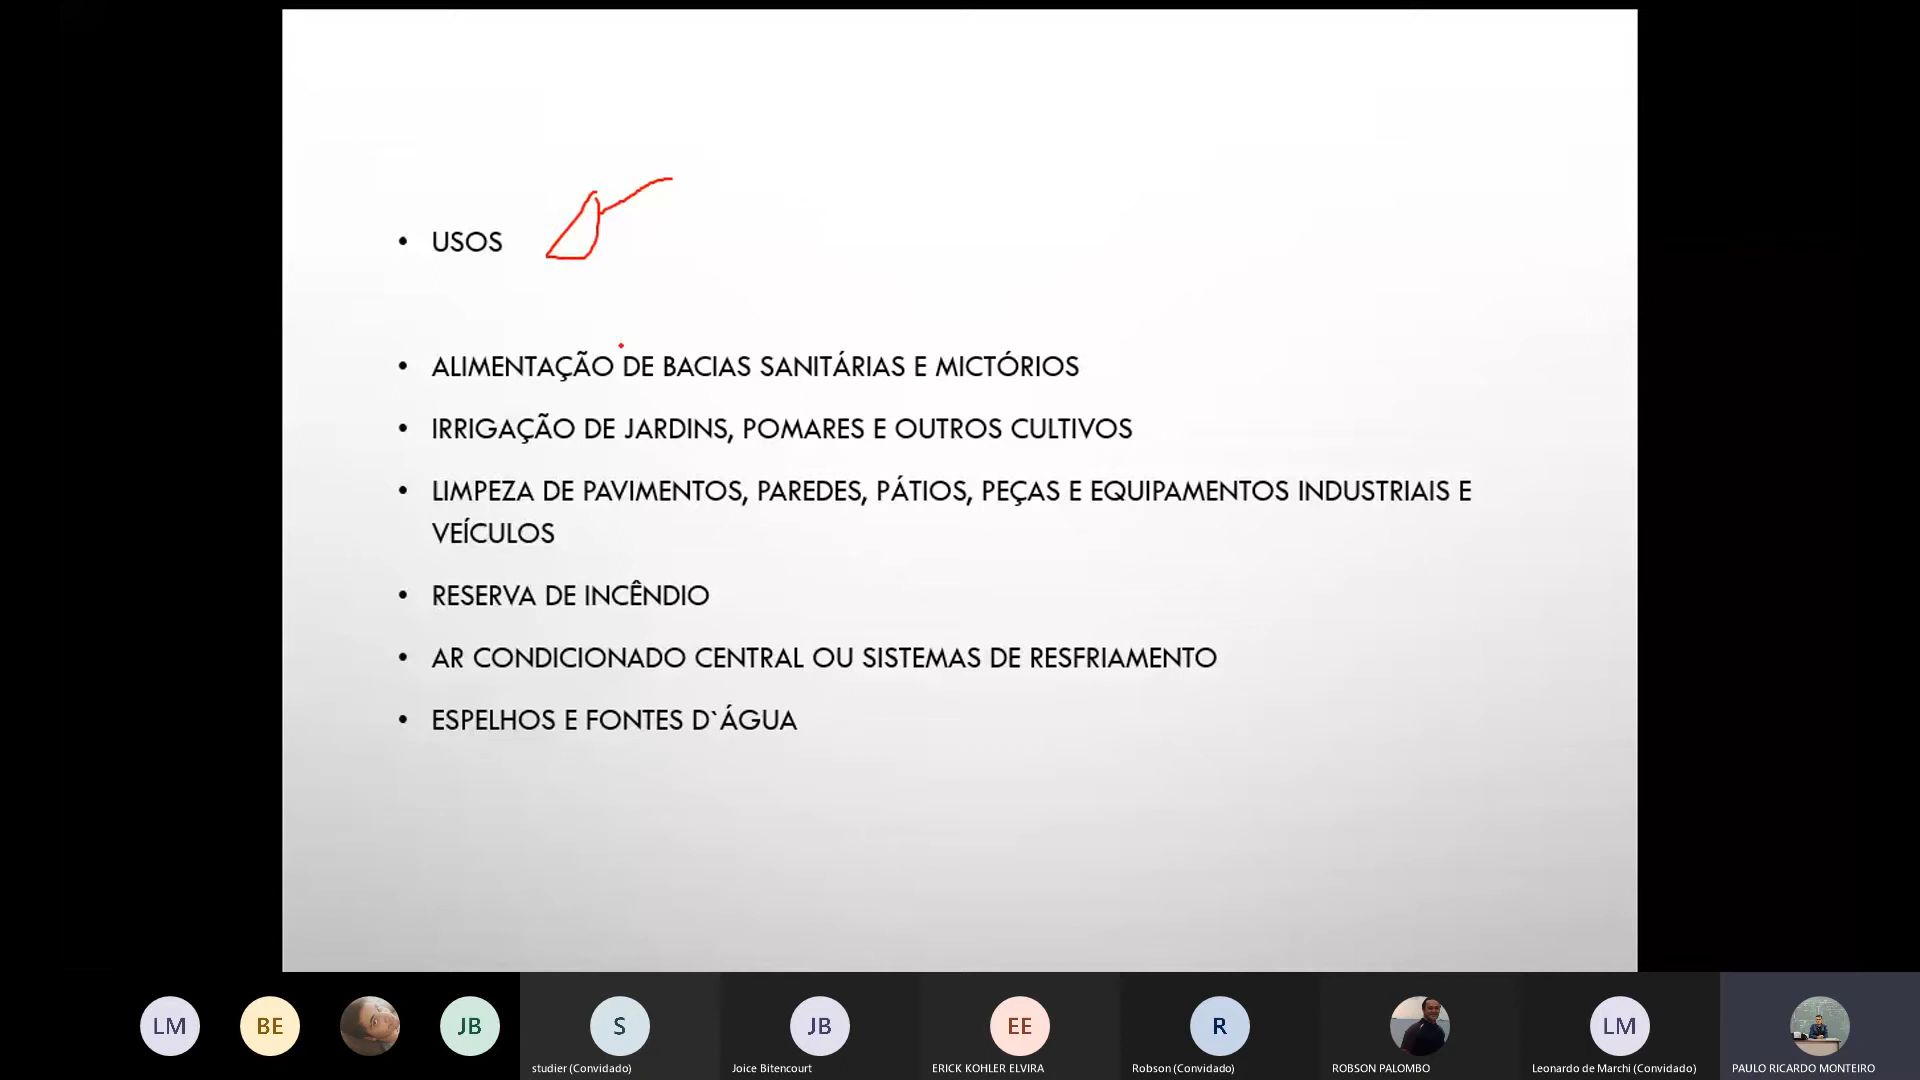 • USOS
• ALIMENTAÇÃO DE BACIAS SANITÁRIAS E MICTÓRIOS
• IRRIGAÇÃO DE JARDINS, POMARES E OUTROS CULTIVOS
• LIMPEZA DE PAVIMENTOS, PAREDES, PÁTIOS, PEÇAS E EQUIPAMENTOS INDUSTRIAIS E
VEÍCULOS
• RESERVA DE INCÊNDIO
• AR CONDICIONADO CENTRAL OU SISTEMAS DE RESFRIAMENTO
• ESPELHOS E FONTES D`ÁGUA
LM BE JB S JB EE R LM
studier (Convidado) Joice Bitencourt ERICK KOHLER ELVIRA Robson (Convidado) ROBSON PALOMBO Leonardo de Marchi (Convidado) PAULO RICARDO MONTEIRO